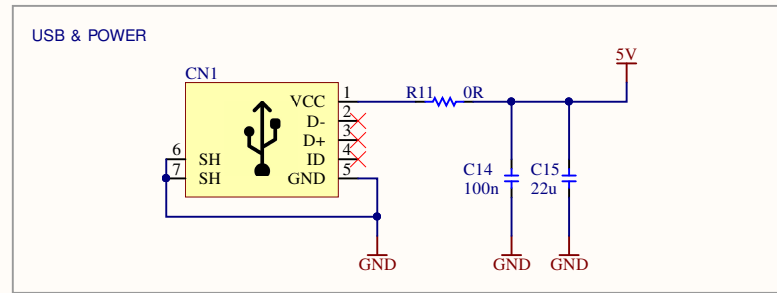 USB & POWER
5V
CN1
1
VCC
R11
0R
2
D-
3
D+
6
SH
4
ID
7
SH
5
GND
C14
100n
C15
22u
GND
GND
GND